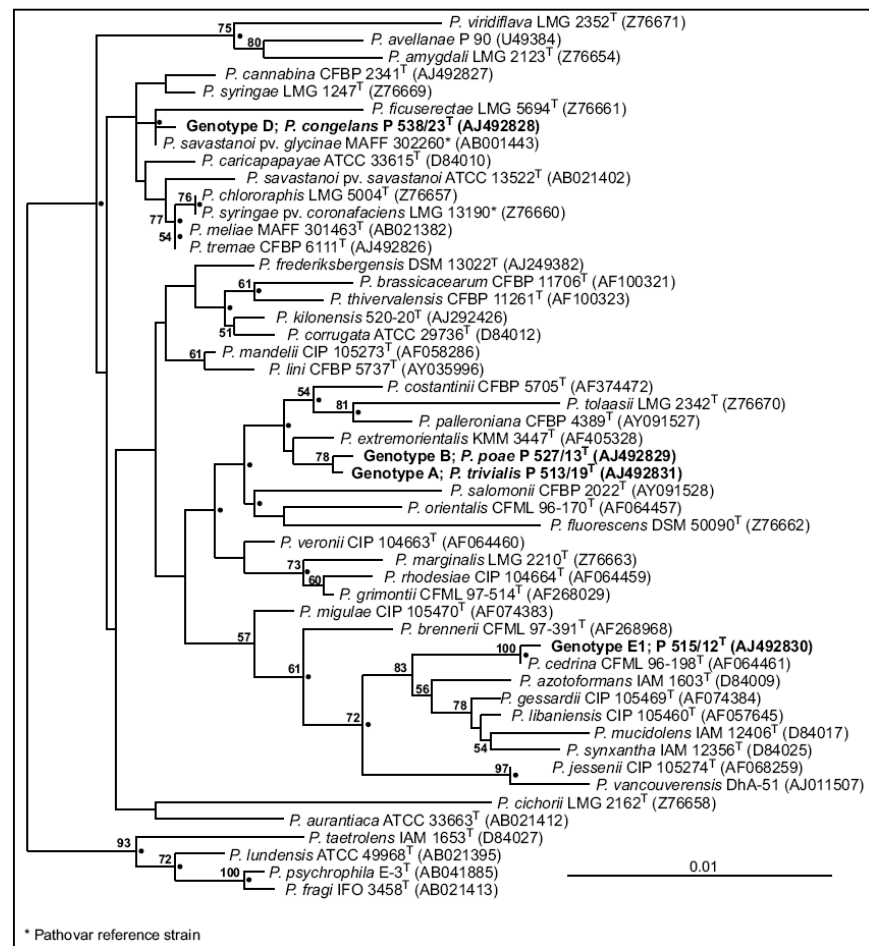 75
P. viridiflava LMG 2352T (Z76671)
P. avellanae P 90 (U49384)
80
P. amygdali LMG 2123T (Z76654)
P. cannabina CFBP 2341T (AJ492827)
P. syringae LMG 1247T (Z76669)
P. ficuserectae LMG 5694T (Z76661)
Genotype D; P. congelans P 538/23T (AJ492828)
P. savastanoi pv. glycinae MAFF 302260* (AB001443)
P. caricapapayae ATCC 33615T (D84010)
P. savastanoi pv. savastanoi ATCC 13522T (AB021402)
76
P. chlororaphis LMG 5004T (Z76657)
P. syringae pv. coronafaciens LMG 13190* (Z76660)
77
P. meliae MAFF 301463T (AB021382)
54
P. tremae CFBP 6111T (AJ492826)
P. frederiksbergensis DSM 13022T (AJ249382)
61
P. brassicacearum CFBP 11706T (AF100321)
P. thivervalensis CFBP 11261T (AF100323)
P. kilonensis 520-20T (AJ292426)
51
P. corrugata ATCC 29736T (D84012)
61
P. mandelii CIP 105273T (AF058286)
P. lini CFBP 5737T (AY035996)
54
P. costantinii CFBP 5705T (AF374472)
81
P. tolaasii LMG 2342T (Z76670)
P. palleroniana CFBP 4389T (AY091527)
P. extremorientalis KMM 3447T (AF405328)
78
Genotype B; P. poae P 527/13T (AJ492829)
Genotype A; P. trivialis P 513/19T (AJ492831)
P. salomonii CFBP 2022T (AY091528)
P. orientalis CFML 96-170T (AF064457)
P. fluorescens DSM 50090T (Z76662)
P. veronii CIP 104663T (AF064460)
73
P. marginalis LMG 2210T (Z76663)
60
P. rhodesiae CIP 104664T (AF064459)
P. grimontii CFML 97-514T (AF268029)
57
P. migulae CIP 105470T (AF074383)
P. brennerii CFML 97-391T (AF268968)
61
100
Genotype E1; P 515/12T (AJ492830)
P. cedrina CFML 96-198T (AF064461)
83
P. azotoformans IAM 1603T (D84009)
56
78
P. gessardii CIP 105469T (AF074384)
P. libaniensis CIP 105460T (AF057645)
72
P. mucidolens IAM 12406T (D84017)
54
P. synxantha IAM 12356T (D84025)
97
P. jessenii CIP 105274T (AF068259)
P. vancouverensis DhA-51 (AJ011507)
P. cichorii LMG 2162T (Z76658)
P. aurantiaca ATCC 33663T (AB021412)
93
P. taetrolens IAM 1653T (D84027)
72
P. lundensis ATCC 49968T (AB021395)
100
P. psychrophila E-3T (AB041885)
P. fragi IFO 3458T (AB021413)
0.01
* Pathovar reference strain